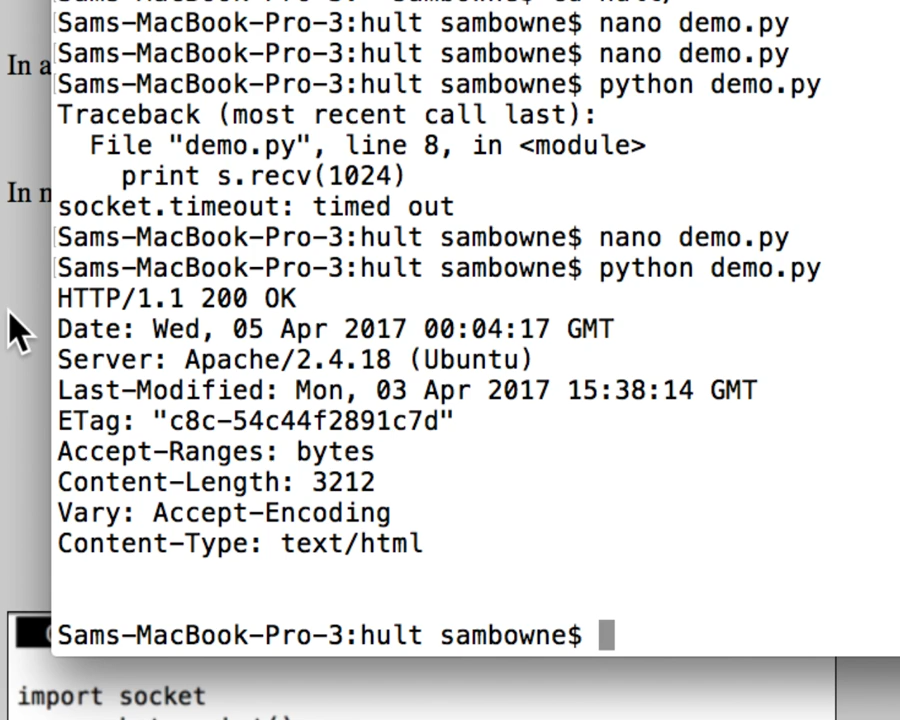 Sams-MacBook-Pro-3:hult sambowne$ nano demo.py
Sams-MacBook-Pro-3:hult sambowne$ nano demo.py
In a
Sams-MacBook-Pro-3:hult sambowne$ python demo.py
Traceback (most recent call last):
  File "demo.py", line 8, in <module>
    print s.recv(1024)
In
socket.timeout: timed out
Sams-MacBook-Pro-3:hult sambowne$ nano demo.py
Sams-MacBook-Pro-3:hult sambowne$ python demo.py
HTTP/1.1 200 OK
Date: Wed, 05 Apr 2017 00:04:17 GMT
Server: Apache/2.4.18 (Ubuntu)
Last-Modified: Mon, 03 Apr 2017 15:38:14 GMT
ETag: "c8c-54c44f2891c7d"
Accept-Ranges: bytes
Content-Length: 3212
Vary: Accept-Encoding
Content-Type: text/html
Sams-MacBook-Pro-3:hult sambowne$
import socket